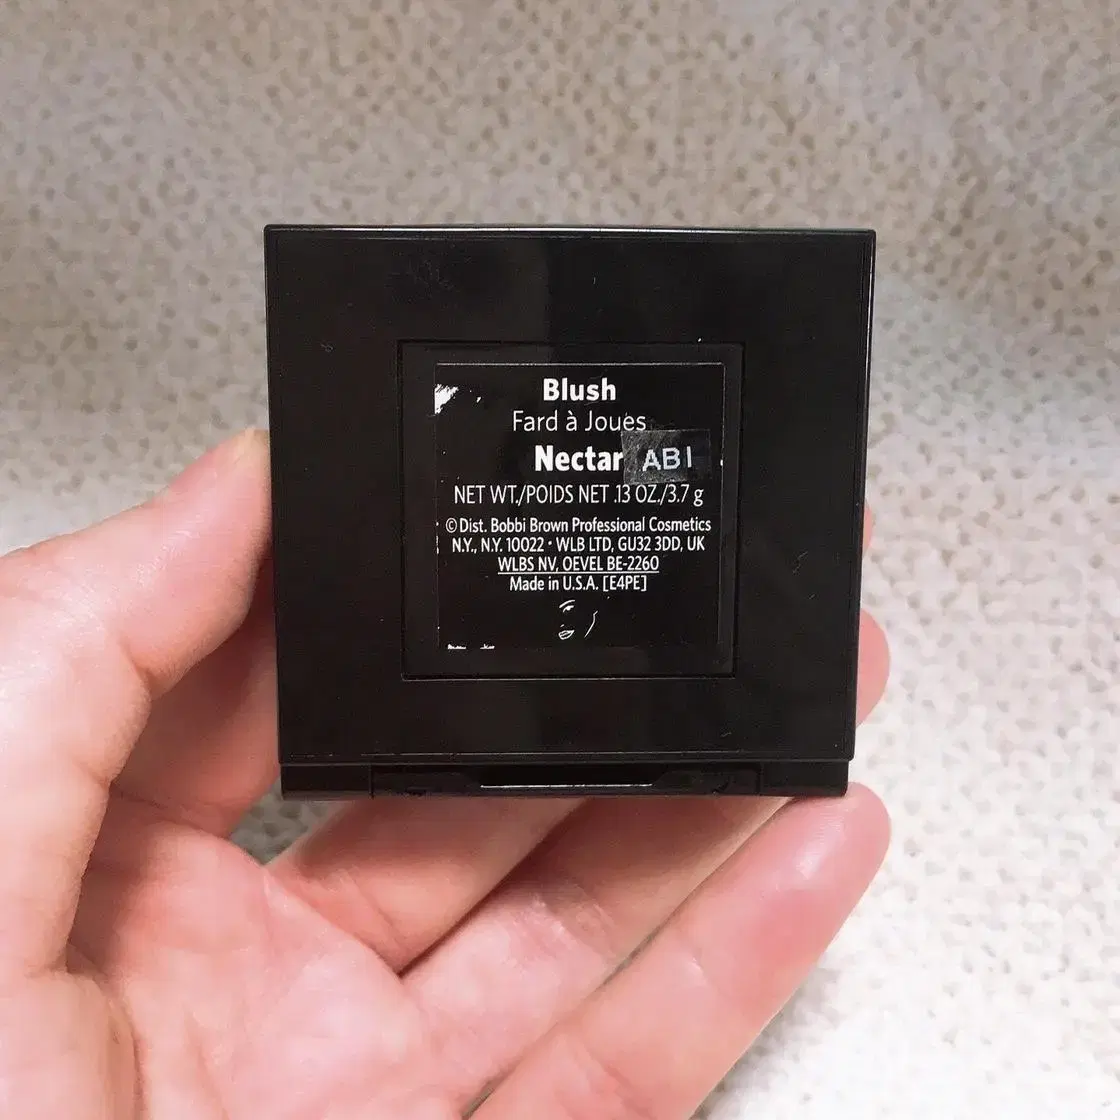 Blush
Fard à Joues
Nectar AB1
NET WT./POIDS NET .13 OZ./3.7 g
© Dist. Bobbi Brown Professional Cosmetics
N.Y., N.Y. 10022 • WLB LTD, GU32 3DD, UK
WLBS NV, OEVEL BE-2260
Made in U.S.A. [E4PE]